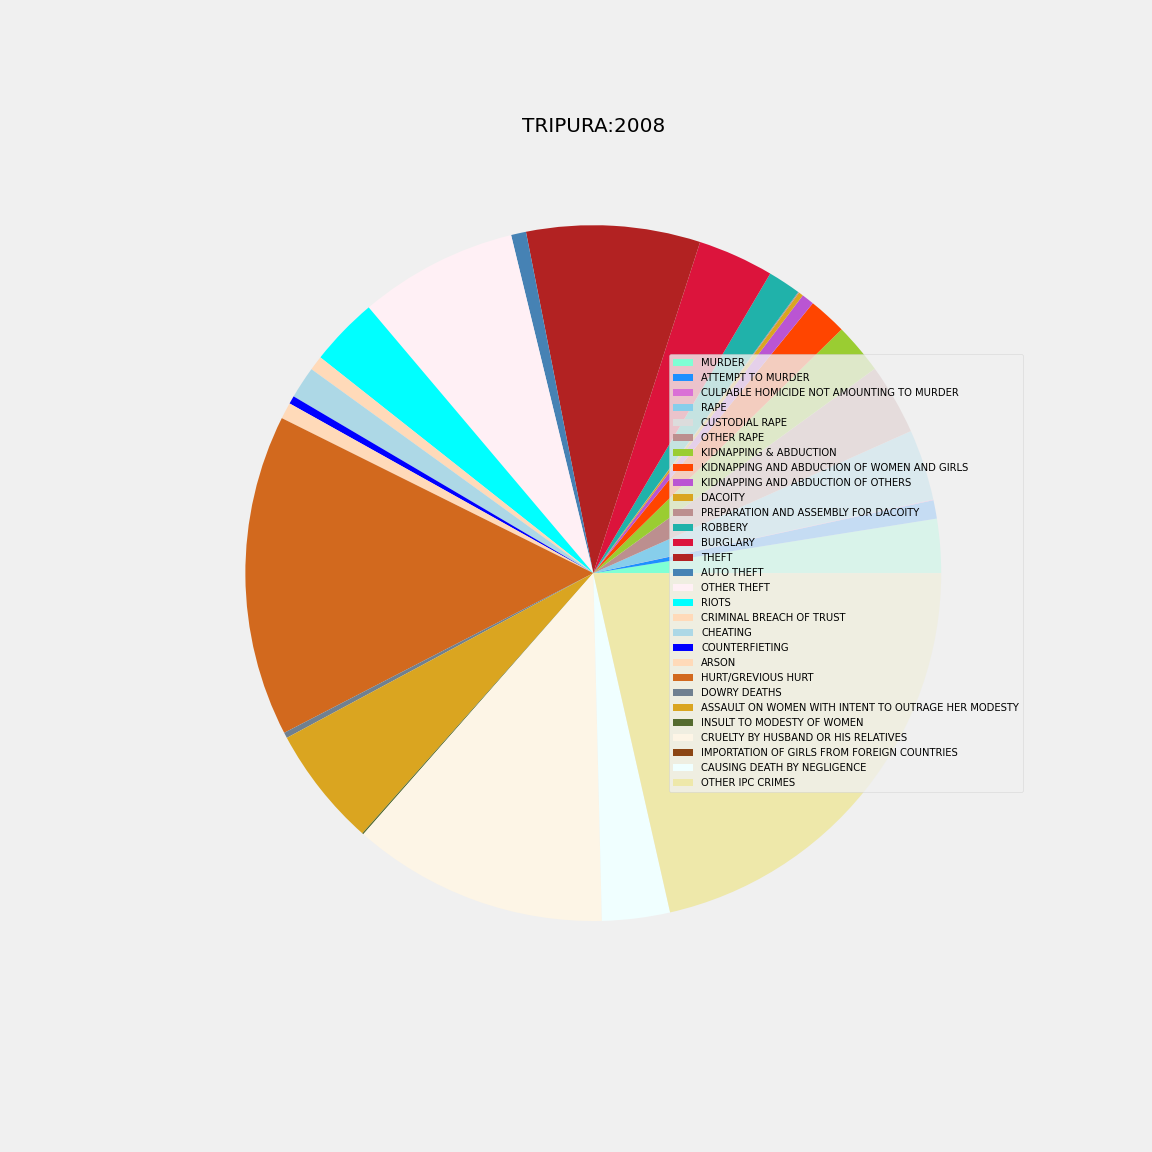 TRIPURA:2008
MURDER
ATTEMPT TO MURDER
CULPABLE HOMICIDE NOT AMOUNTING TO MURDER
RAPE
CUSTODIAL RAPE
OTHER RAPE
KIDNAPPING & ABDUCTION
KIDNAPPING AND ABDUCTION OF WOMEN AND GIRLS
KIDNAPPING AND ABDUCTION OF OTHERS
DACOITY
PREPARATION AND ASSEMBLY FOR DACOITY
ROBBERY
BURGLARY
THEFT
AUTO THEFT
OTHER THEFT
RIOTS
CRIMINAL BREACH OF TRUST
CHEATING
COUNTERFIETING
ARSON
HURT/GREVIOUS HURT
DOWRY DEATHS
ASSAULT ON WOMEN WITH INTENT TO OUTRAGE HER MODESTY
INSULT TO MODESTY OF WOMEN
CRUELTY BY HUSBAND OR HIS RELATIVES
IMPORTATION OF GIRLS FROM FOREIGN COUNTRIES
CAUSING DEATH BY NEGLIGENCE
OTHER IPC CRIMES